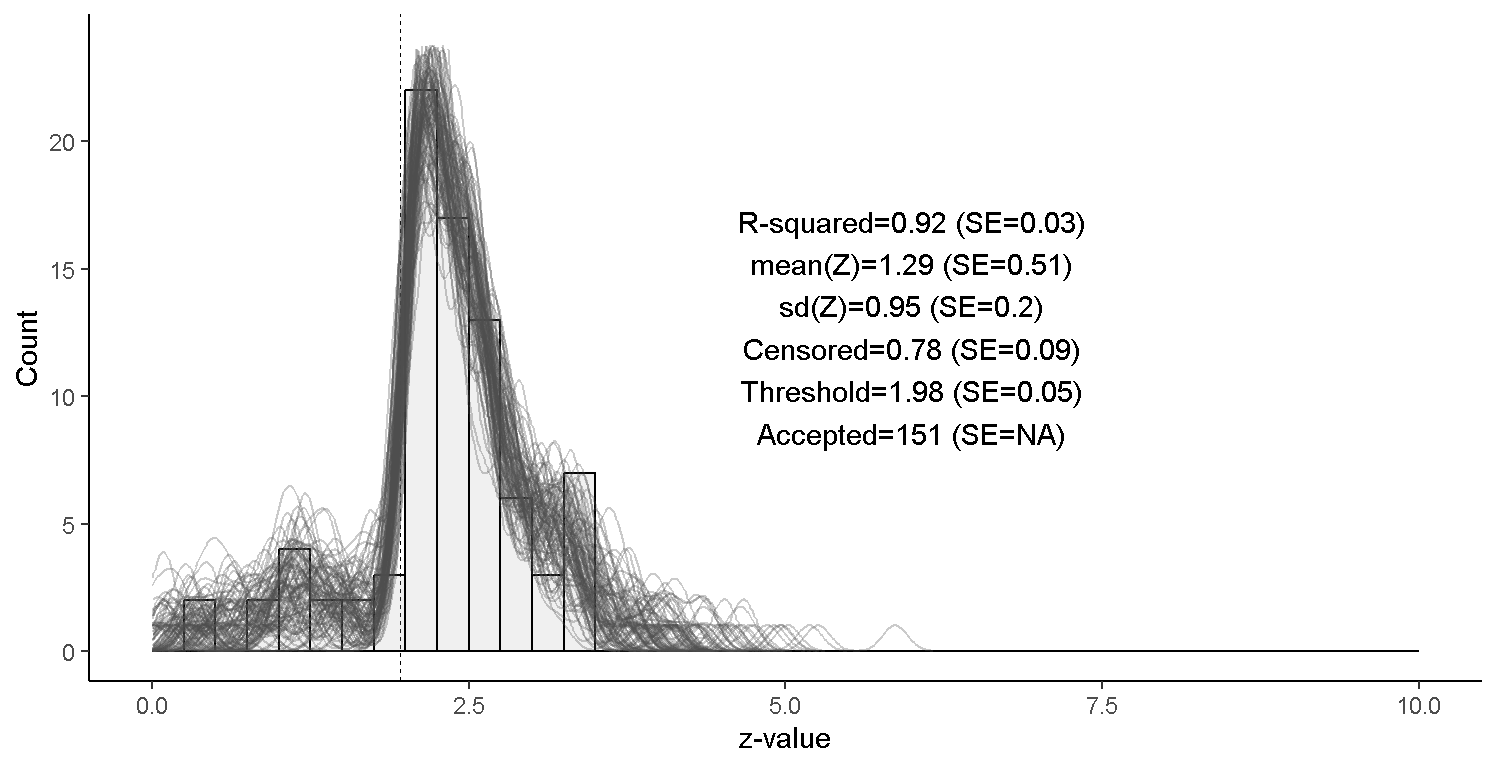 20
15
10
5
0
Count
R-squared=0.92 (SE=0.03)
mean(Z)=1.29 (SE=0.51)
sd(Z)=0.95 (SE=0.2)
Censored=0.78 (SE=0.09)
Threshold=1.98 (SE=0.05)
Accepted=151 (SE=NA)
0.0 2.5 5.0 7.5 10.0
z-value